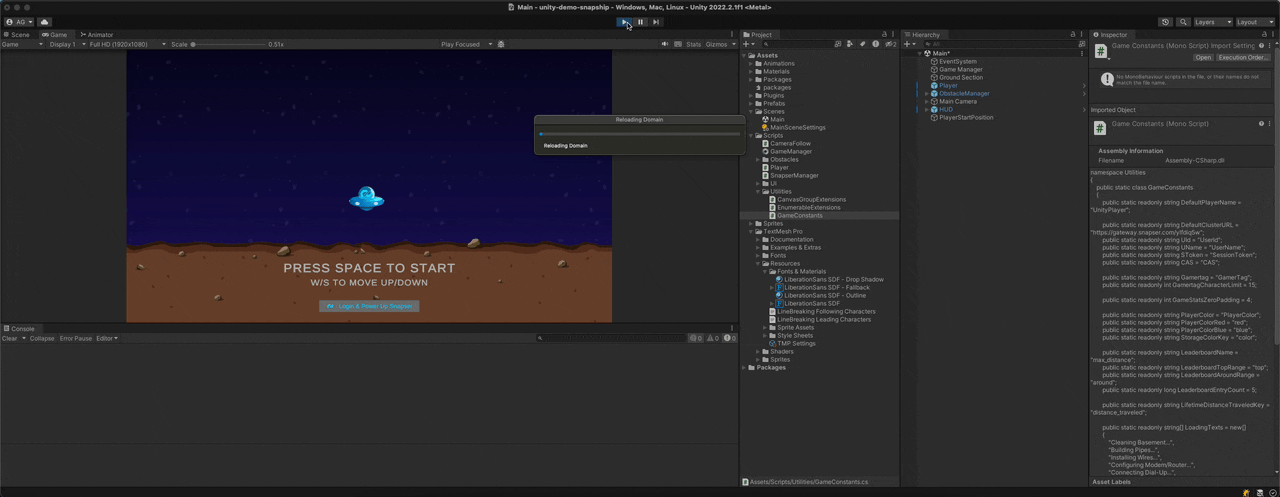 Main - unity-demo-snapship - Windows, Mac, Linux - Unity 2022.2.1f1 <Metal>
AG
Layers
Layout
Scene
Game
Animator
Game
Display 1
Full HD (1920x1080)
Scale
0.51x
Play Focused
Stats
Gizmos
PRESS SPACE TO START
W/S TO MOVE UP/DOWN
Reloading Domain
Reloading Domain
Console
Clear
Collapse
Error Pause
Editor
0
0
0
Project
Assets
Animations
Materials
Packages
packages
Plugins
Prefabs
Scenes
Main
MainSceneSettings
Scripts
CameraFollow
GameManager
Obstacles
Player
SnapserManager
UI
Utilities
CanvasGroupExtensions
EnumerableExtensions
GameConstants
Sprites
TextMesh Pro
Documentation
Examples & Extras
Fonts
Resources
Fonts & Materials
LiberationSans SDF - Drop Shadow
LiberationSans SDF - Fallback
LiberationSans SDF - Outline
LiberationSans SDF
LineBreaking Following Characters
LineBreaking Leading Characters
Sprite Assets
Style Sheets
TMP Settings
Shaders
Sprites
Packages
Assets/Scripts/Utilities/GameConstants.cs
Hierarchy
All
Main*
EventSystem
Game Manager
Ground Section
Player
ObstacleManager
Main Camera
HUD
PlayerStartPosition
Inspector
Game Constants (Mono Script) Import Setting
Open
Execution Order...
No MonoBehaviour scripts in the file, or their names do not
match the file name.
Imported Object
Game Constants (Mono Script)
Assembly Information
Filename Assembly-CSharp.dll
namespace Utilities
{
public static class GameConstants
{
public static readonly string DefaultPlayerName =
"UnityPlayer";
public static readonly string DefaultClusterURL =
public static readonly string UId = "UserId";
public static readonly string UName = "UserName";
public static readonly string SToken = "SessionToken";
public static readonly string CAS = "CAS";
public static readonly string Gamertag = "GamerTag";
public static readonly int GamertagCharacterLimit = 15;
public static readonly int GameStatsZeroPadding = 4;
public static readonly string PlayerColor = "PlayerColor";
public static readonly string PlayerColorRed = "red";
public static readonly string PlayerColorBlue = "blue";
public static readonly string StorageColorKey = "color";
public static readonly string LeaderboardName =
"max_distance";
public static readonly string LeaderboardTopRange = "top";
public static readonly string LeaderboardAroundRange =
"around";
public static readonly long LeaderboardEntryCount = 5;
public static readonly string LifetimeDistanceTraveledKey =
"distance_traveled";
public static readonly string[] LoadingTexts = new[]
{
"Cleaning Basement...",
"Building Pipes...",
"Installing Wires...",
"Configuring Modem/Router...",
"Connecting Dial-Up...",
Asset Labels